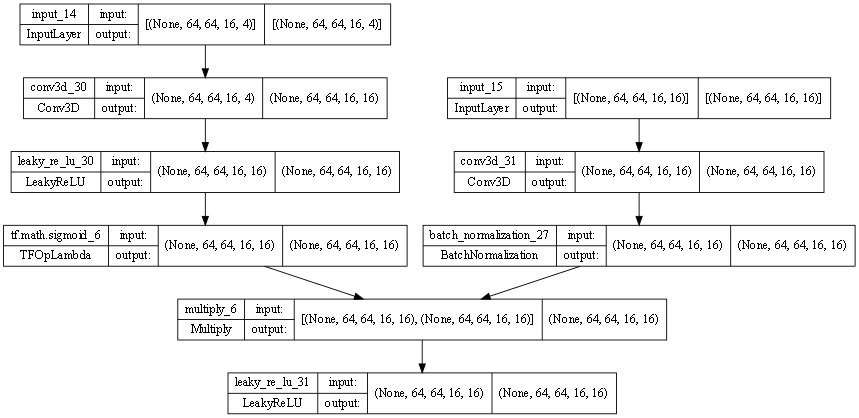 input_14 input: [(None, 64, 64, 16, 4)] [(None, 64, 64, 16, 4)]
InputLayer output:
conv3d_30 input: (None, 64, 64, 16, 4) (None, 64, 64, 16, 16)
Conv3D output:
input_15 input: [(None, 64, 64, 16, 16)] [(None, 64, 64, 16, 16)]
InputLayer output:
leaky_re_lu_30 input: (None, 64, 64, 16, 16) (None, 64, 64, 16, 16)
LeakyReLU output:
conv3d_31 input: (None, 64, 64, 16, 16) (None, 64, 64, 16, 16)
Conv3D output:
tf.math.sigmoid_6 input: (None, 64, 64, 16, 16) (None, 64, 64, 16, 16)
TFOpLambda output:
batch_normalization_27 input: (None, 64, 64, 16, 16) (None, 64, 64, 16, 16)
BatchNormalization output:
multiply_6 input: [(None, 64, 64, 16, 16), (None, 64, 64, 16, 16)] (None, 64, 64, 16, 16)
Multiply output:
leaky_re_lu_31 input: (None, 64, 64, 16, 16) (None, 64, 64, 16, 16)
LeakyReLU output: